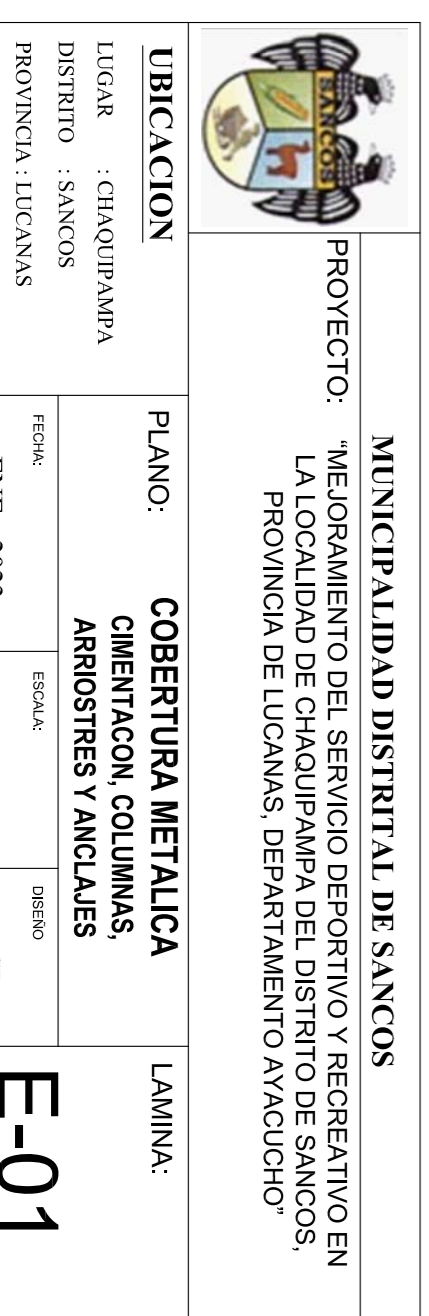 MUNICIPALIDAD DISTRITAL DE SANCOS
SANCOS
PROYECTO: “MEJORAMIENTO DEL SERVICIO DEPORTIVO Y RECREATIVO EN
LA LOCALIDAD DE CHAQUIPAMPA DEL DISTRITO DE SANCOS,
PROVINCIA DE LUCANAS, DEPARTAMENTO AYACUCHO”
UBICACION
LUGAR : CHAQUIPAMPA
DISTRITO : SANCOS
PROVINCIA : LUCANAS
PLANO: COBERTURA METALICA
CIMENTACON, COLUMNAS,
ARRIOSTRES Y ANCLAJES
LAMINA:
E-01
FECHA:
ESCALA:
DISEÑO